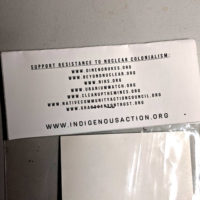 SUPPORT RESISTANCE TO NUCLEAR COLONIALISM:
WWW.DINENONUKES.ORG
WWW.BEYONDNUCLEAR.ORG
WWW.NIRS.ORG
WWW.URANIUMWATCH.ORG
WWW.CLEANUPTHEMINES.ORG
WWW.NATIVECOMMUNITYACTIONCOUNCIL.ORG
WWW.INDIGENOUSACTION.ORG